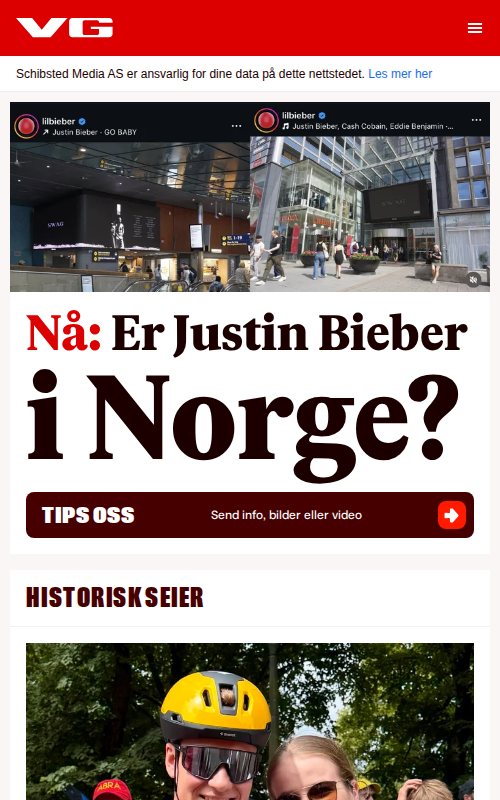 VG
Schibsted Media AS er ansvarlig for dine data på dette nettstedet. Les mer her
lilbieber
Justin Bieber · GO BABY
lilbieber
Justin Bieber, Cash Cobain, Eddie Benjamin ·...
SWAG
SWAG
Nå: Er Justin Bieber
i Norge?
TIPS OSS
Send info, bilder eller video
HISTORISK SEIER